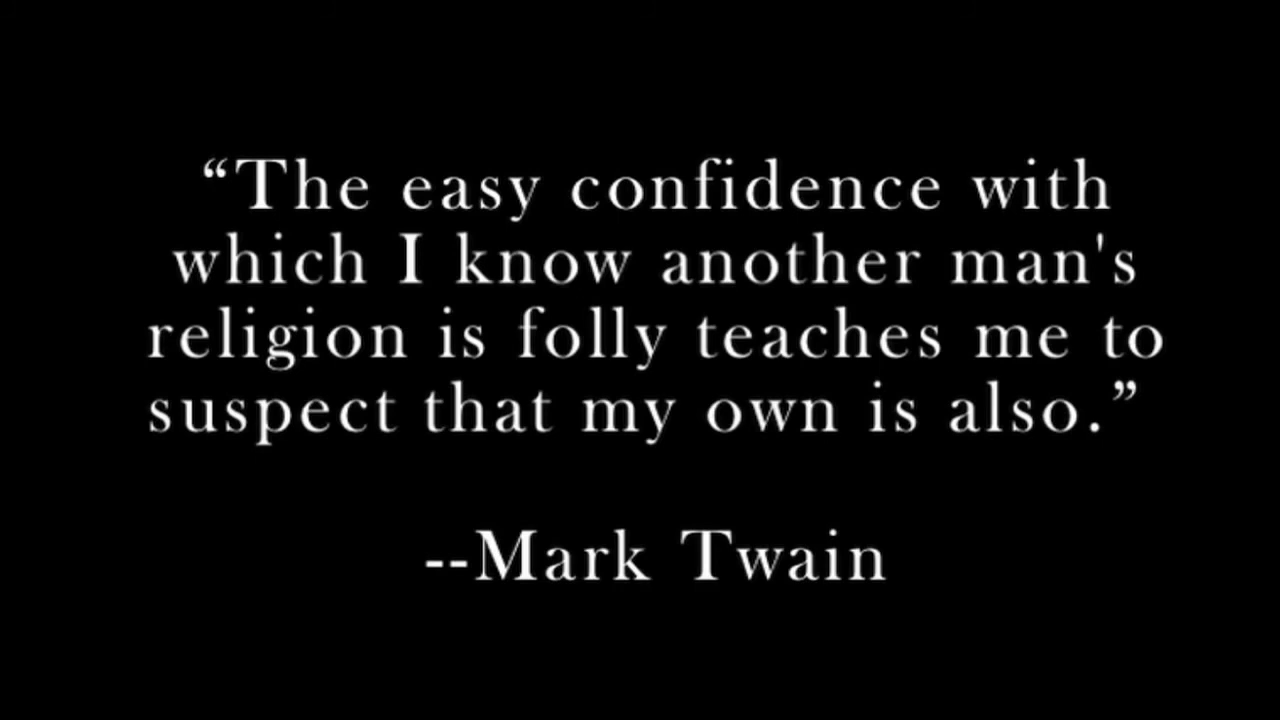 “The easy confidence with
which I know another man's
religion is folly teaches me to
suspect that my own is also.”
--Mark Twain